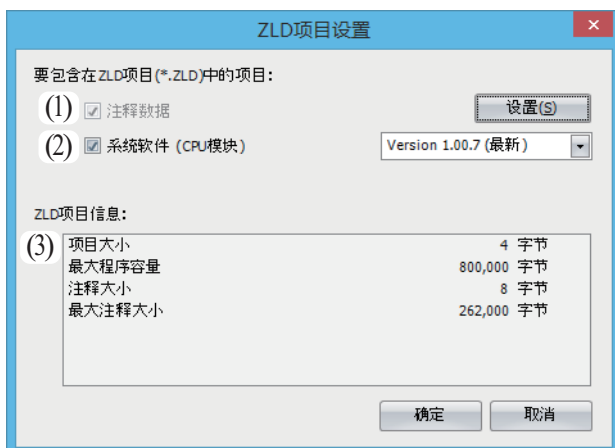 ZLD项目设置
要包含在ZLD项目(*.ZLD)中的项目:
(1) 注释数据 设置(S)
(2) 系统软件 (CPU模块) Version 1.00.7 (最新)
ZLD项目信息:
(3) 项目大小 4 字节
最大程序容量 800,000 字节
注释大小 8 字节
最大注释大小 262,000 字节
确定 取消